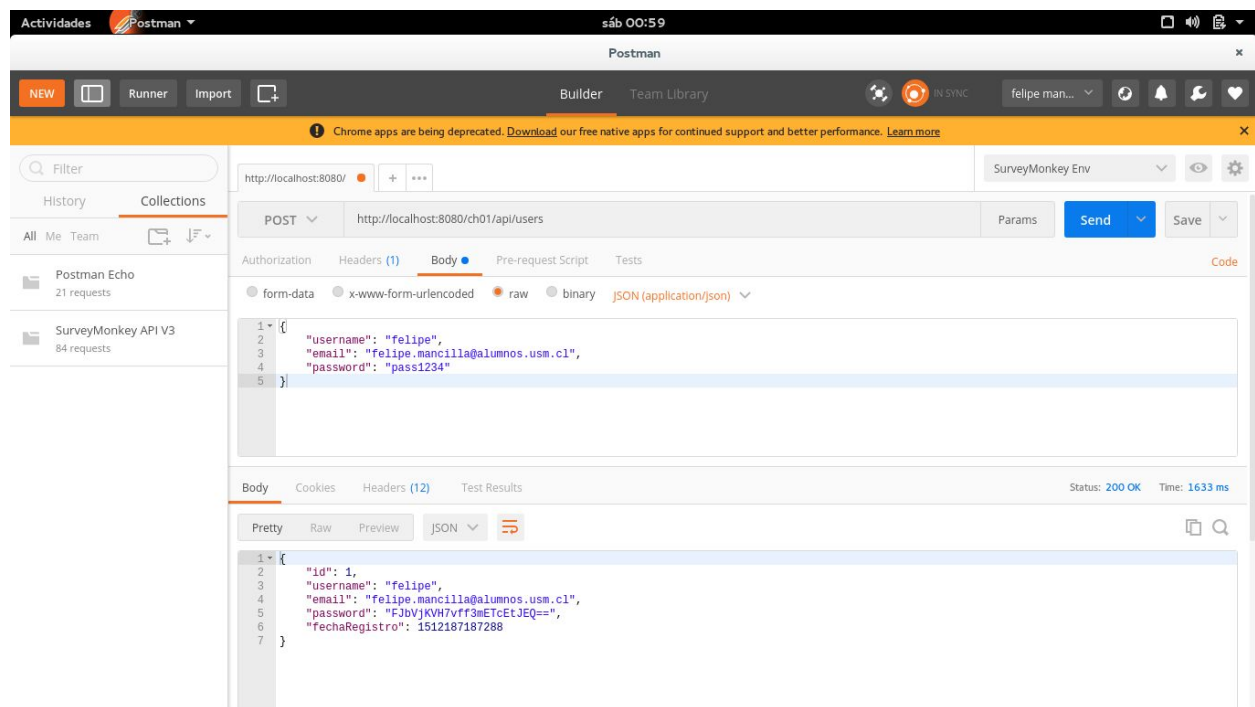 Actividades Postman sáb 00:59
Postman
NEW Runner Import Builder Team Library IN SYNC felipe man...
Chrome apps are being deprecated. Download our free native apps for continued support and better performance. Learn more
Filter
History Collections
All Me Team
Postman Echo
21 requests
SurveyMonkey API V3
84 requests
http://localhost:8080/ + ••• SurveyMonkey Env
POST http://localhost:8080/ch01/api/users Params Send Save
Authorization Headers (1) Body Pre-request Script Tests Code
form-data x-www-form-urlencoded raw binary JSON (application/json)
1 {
2 "username": "felipe",
3 "email": "felipe.mancilla@alumnos.usm.cl",
4 "password": "pass1234"
5 }
Body Cookies Headers (12) Test Results Status: 200 OK Time: 1633 ms
Pretty Raw Preview JSON
1 {
2 "id": 1,
3 "username": "felipe",
4 "email": "felipe.mancilla@alumnos.usm.cl",
5 "password": "FJbVjKVH7vff3mETcEtJEQ==",
6 "fechaRegistro": 1512187187288
7 }